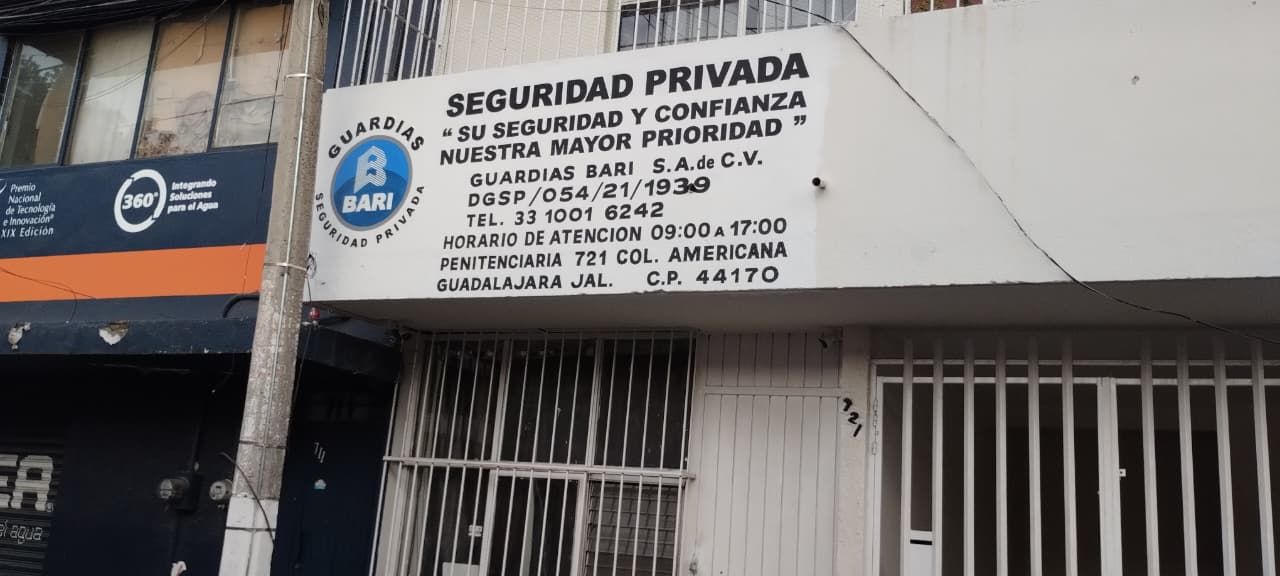 Premio
Nacional
de Tecnología
e Innovación®
XIX Edición
360°
Integrando
Soluciones
para el Agua
GUARDIAS
BARI
SEGURIDAD PRIVADA
SEGURIDAD PRIVADA
“ SU SEGURIDAD Y CONFIANZA
NUESTRA MAYOR PRIORIDAD ”
GUARDIAS BARI S.A. de C.V.
DGSP/054/21/1939
TEL. 33 1001 6242
HORARIO DE ATENCION 09:00 A 17:00
PENITENCIARIA 721 COL. AMERICANA
GUADALAJARA JAL. C.P. 44170
721
el agua